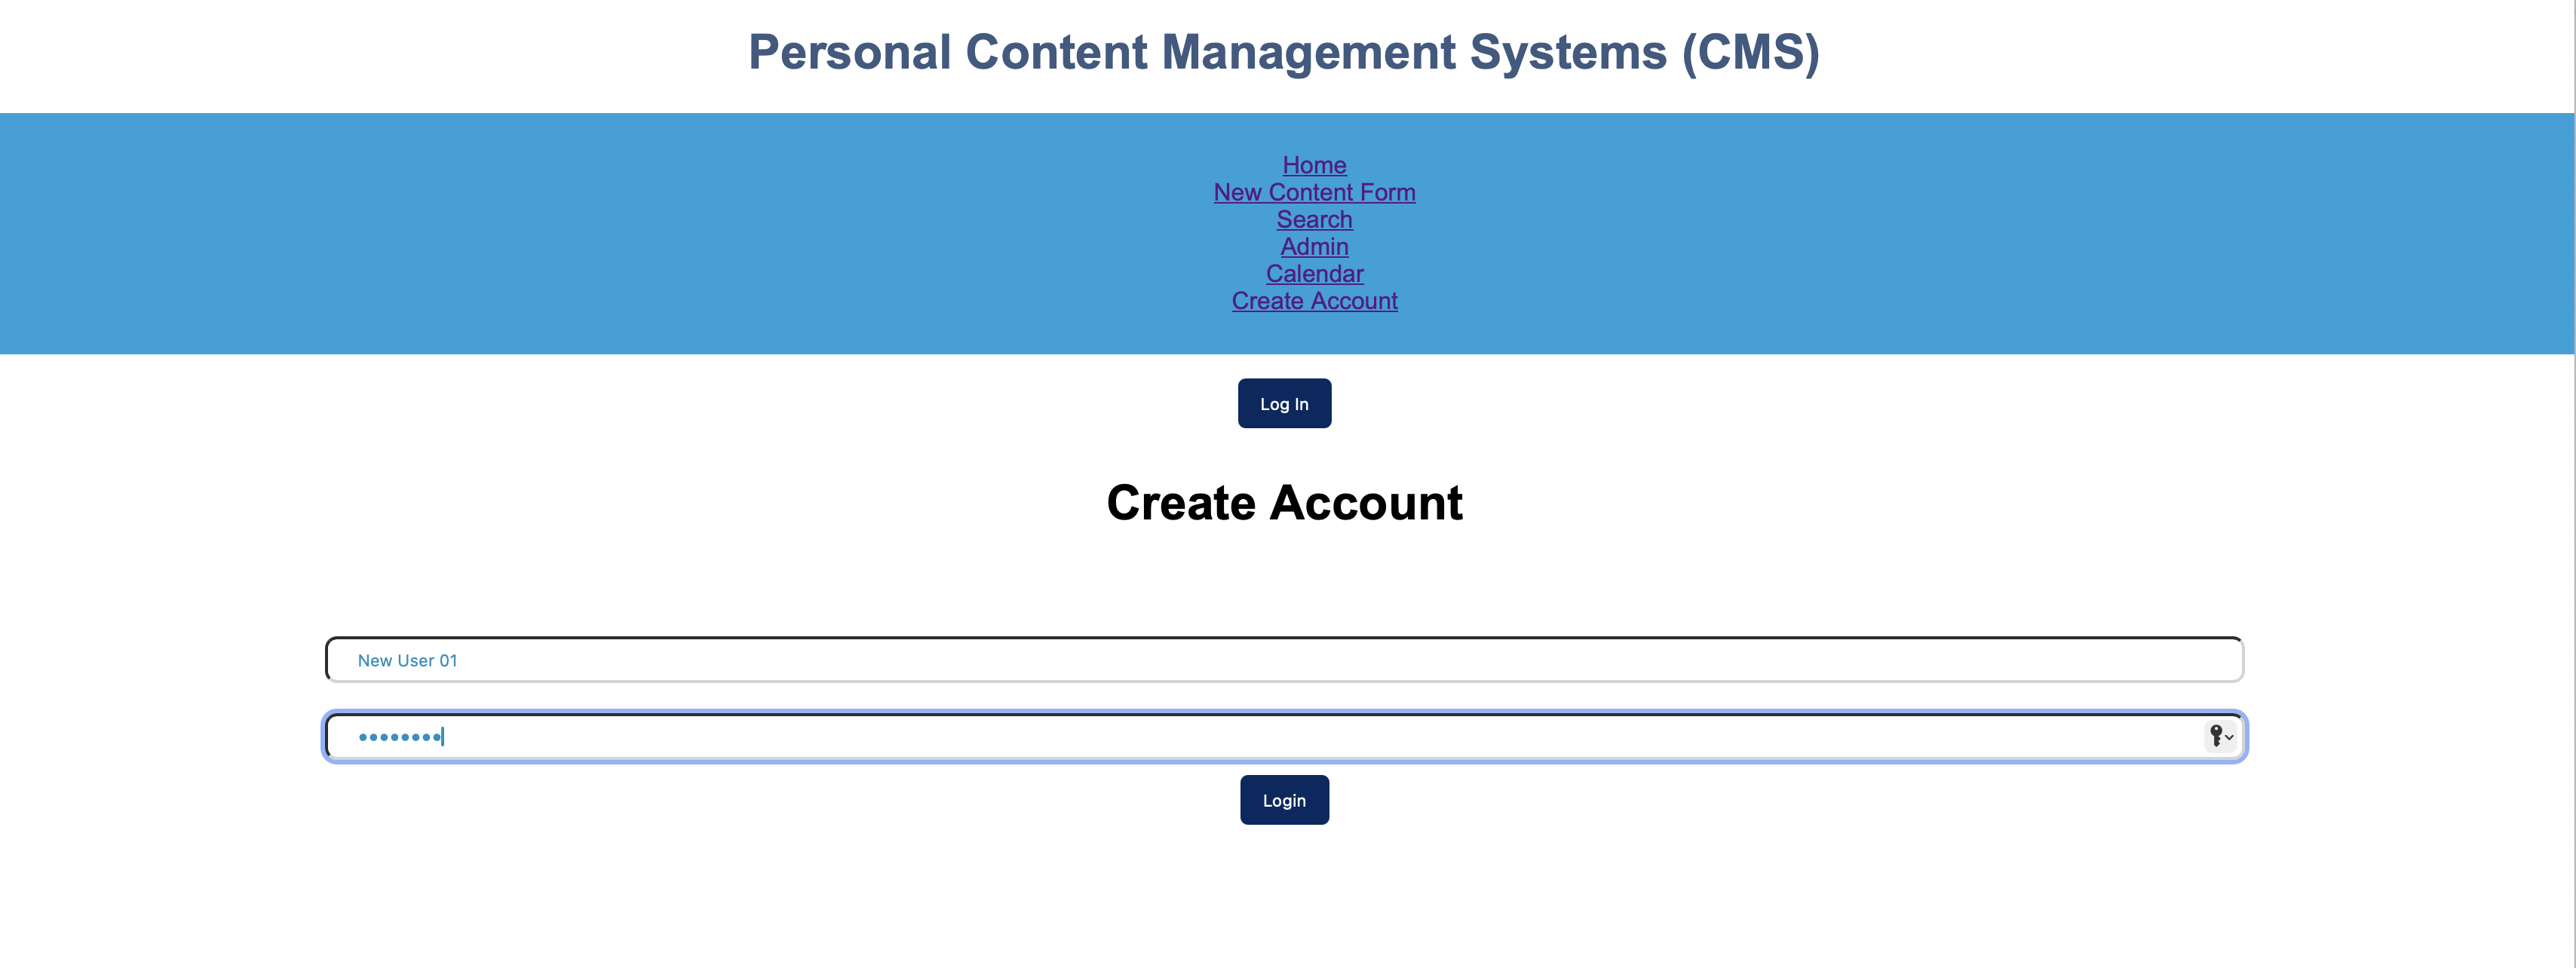 Personal Content Management Systems (CMS)
Home
New Content Form
Search
Admin
Calendar
Create Account
Log In
Create Account
New User 01
••••••••
Login